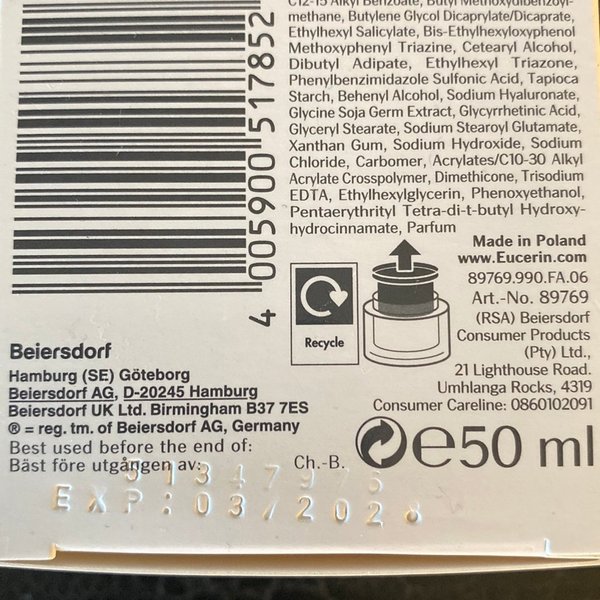 C12-15 Alkyl Benzoate, Butyl Methoxydibenzoyl-
methane, Butylene Glycol Dicaprylate/Dicaprate,
Ethylhexyl Salicylate, Bis-Ethylhexyloxyphenol
Methoxyphenyl Triazine, Cetearyl Alcohol,
Dibutyl Adipate, Ethylhexyl Triazone,
Phenylbenzimidazole Sulfonic Acid, Tapioca
Starch, Behenyl Alcohol, Sodium Hyaluronate,
Glycine Soja Germ Extract, Glycyrrhetinic Acid,
Glyceryl Stearate, Sodium Stearoyl Glutamate,
Xanthan Gum, Sodium Hydroxide, Sodium
Chloride, Carbomer, Acrylates/C10-30 Alkyl
Acrylate Crosspolymer, Dimethicone, Trisodium
EDTA, Ethylhexylglycerin, Phenoxyethanol,
Pentaerythrityl Tetra-di-t-butyl Hydroxy-
hydrocinnamate, Parfum
4 005900 517852
Made in Poland
www.Eucerin.com
89769.990.FA.06
Art.-No. 89769
(RSA) Beiersdorf
Consumer Products
(Pty) Ltd.,
21 Lighthouse Road.
Umhlanga Rocks, 4319
Consumer Careline: 0860102091
Recycle
Beiersdorf
Hamburg (SE) Göteborg
Beiersdorf AG, D-20245 Hamburg
Beiersdorf UK Ltd. Birmingham B37 7ES
® = reg. tm. of Beiersdorf AG, Germany
Best used before the end of:
Bäst före utgången av:
Ch.-B.
℮50 ml
EXP:03/2028